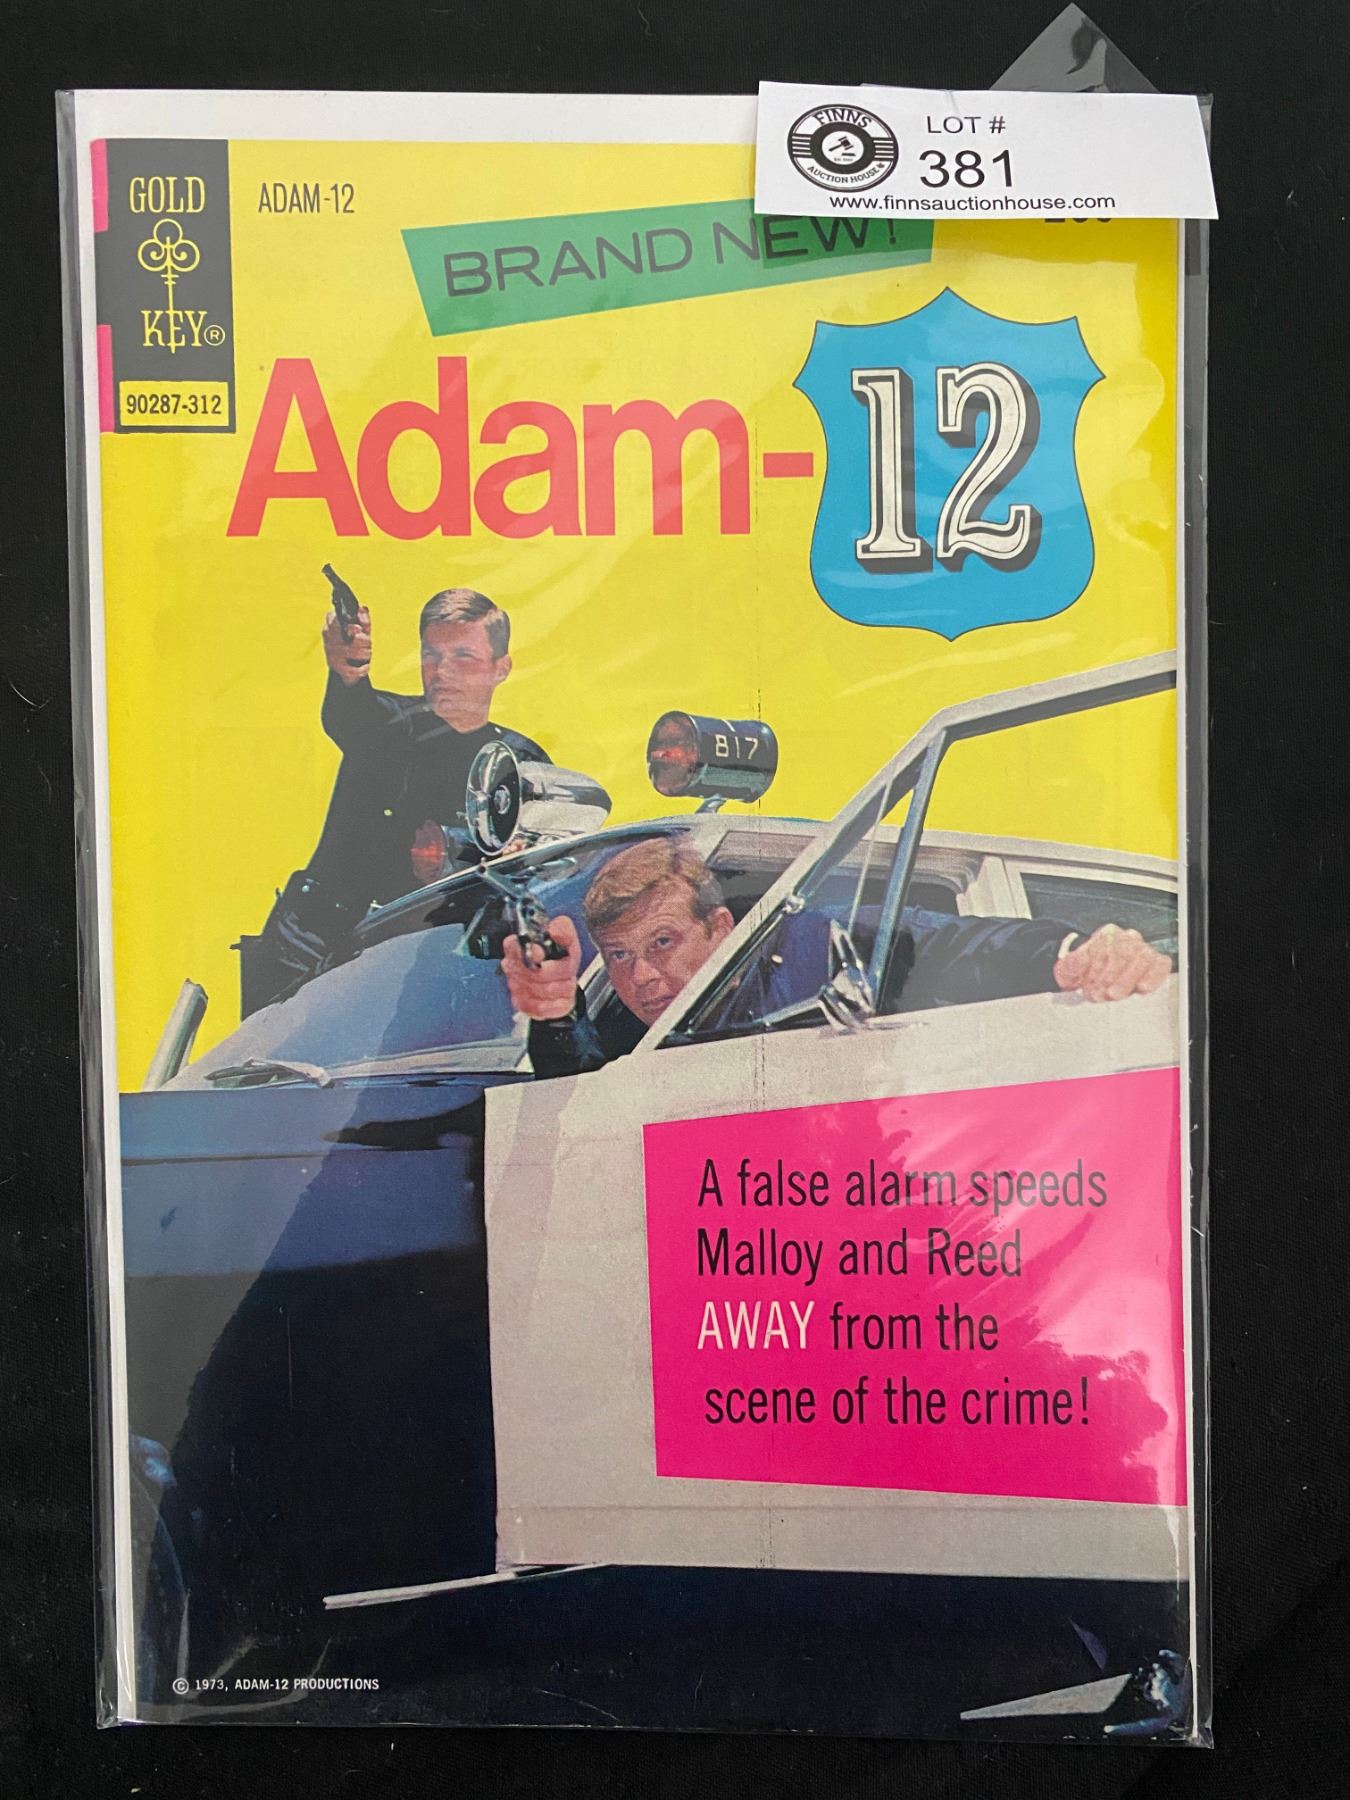 FINNS
AUCTION HOUSE
LOT #
381
www.finnsauctionhouse.com
GOLD
KEY®
90287-312
ADAM-12
BRAND NEW!
Adam-12
817
A false alarm speeds
Malloy and Reed
AWAY from the
scene of the crime!
© 1973, ADAM-12 PRODUCTIONS